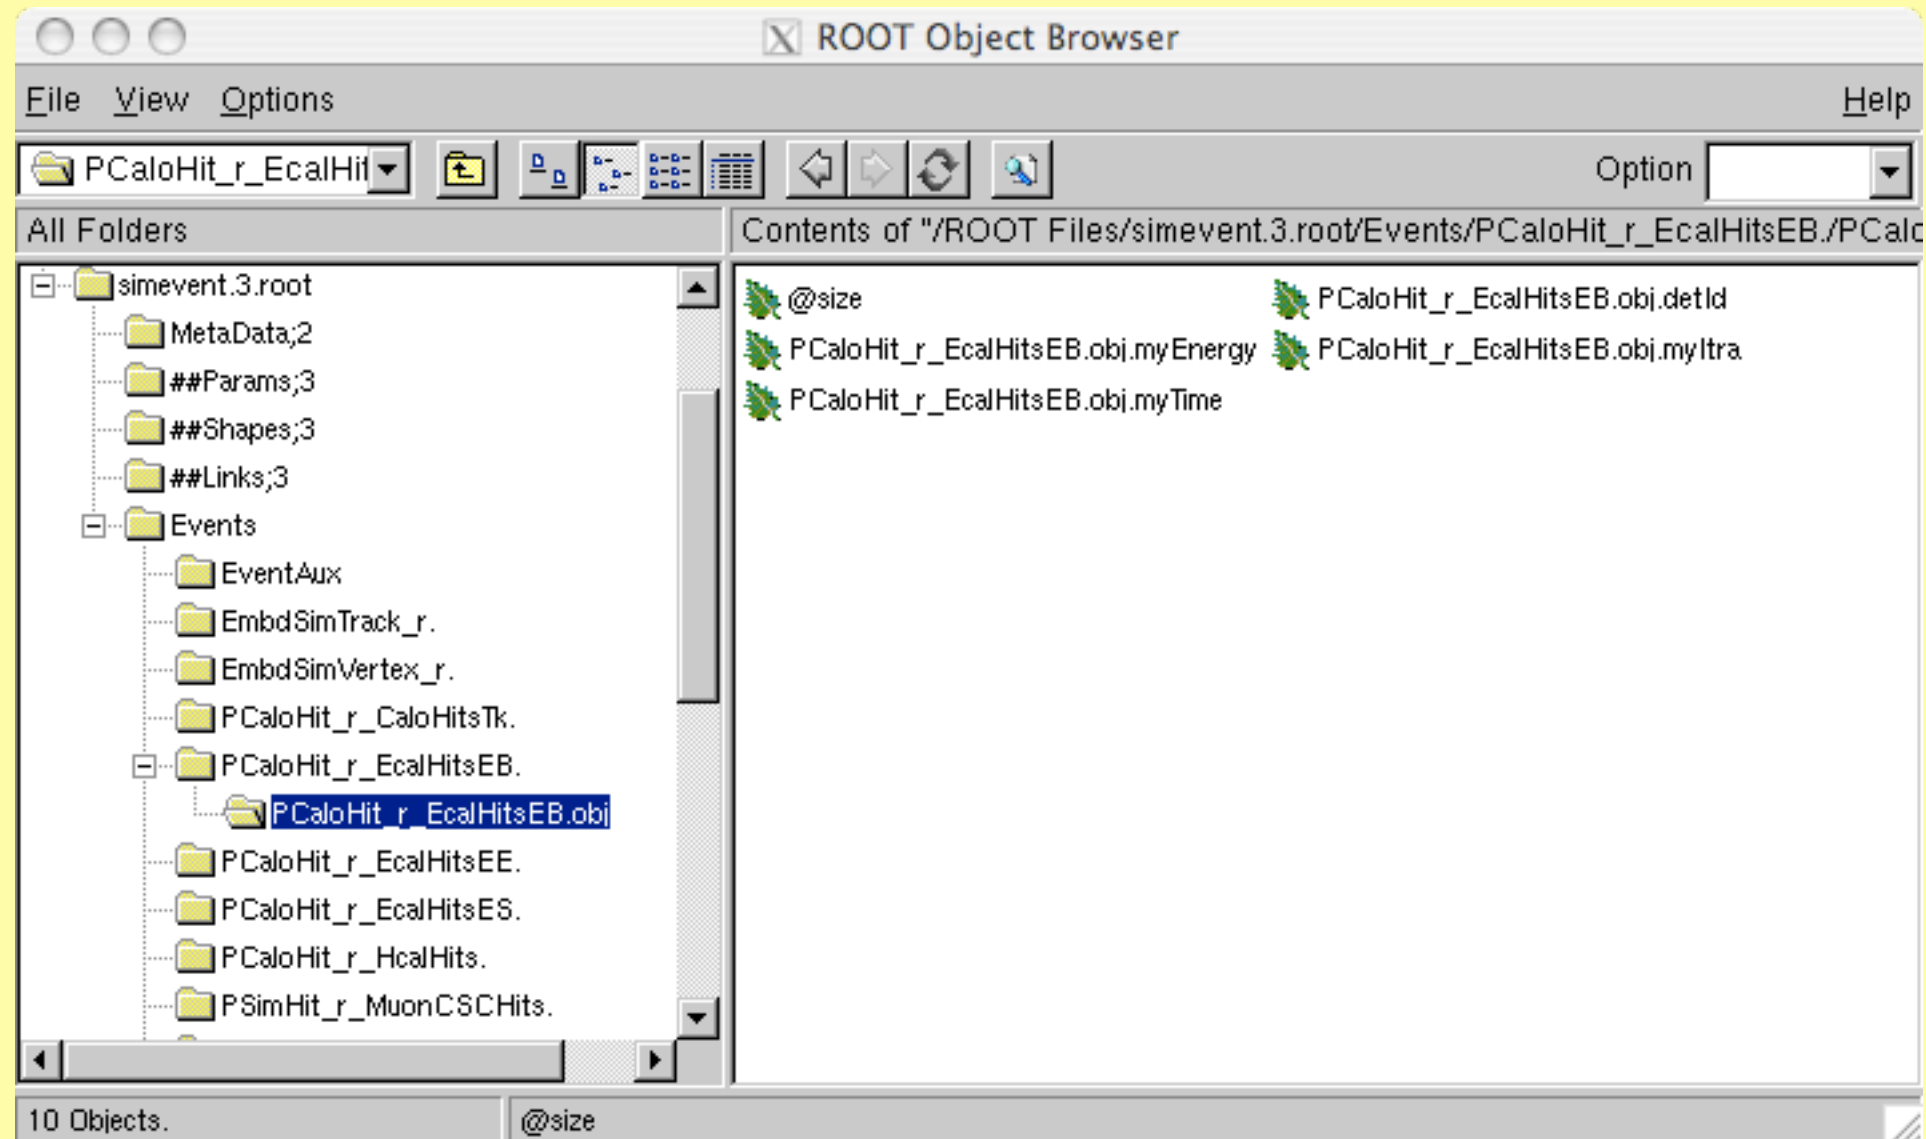 ROOT Object Browser
File View Options Help
PCaloHit_r_EcalHit Option
All Folders
Contents of "/ROOT Files/simevent.3.root/Events/PCaloHit_r_EcalHitsEB./PCalo
simevent.3.root
MetaData;2
##Params;3
##Shapes;3
##Links;3
Events
EventAux
EmbdSimTrack_r.
EmbdSimVertex_r.
PCaloHit_r_CaloHitsTk.
PCaloHit_r_EcalHitsEB.
PCaloHit_r_EcalHitsEB.obj
PCaloHit_r_EcalHitsEE.
PCaloHit_r_EcalHitsES.
PCaloHit_r_HcalHits.
PSimHit_r_MuonCSCHits.
@size PCaloHit_r_EcalHitsEB.obj.detId
PCaloHit_r_EcalHitsEB.obj.myEnergy PCaloHit_r_EcalHitsEB.obj.myItra
PCaloHit_r_EcalHitsEB.obj.myTime
10 Objects. @size